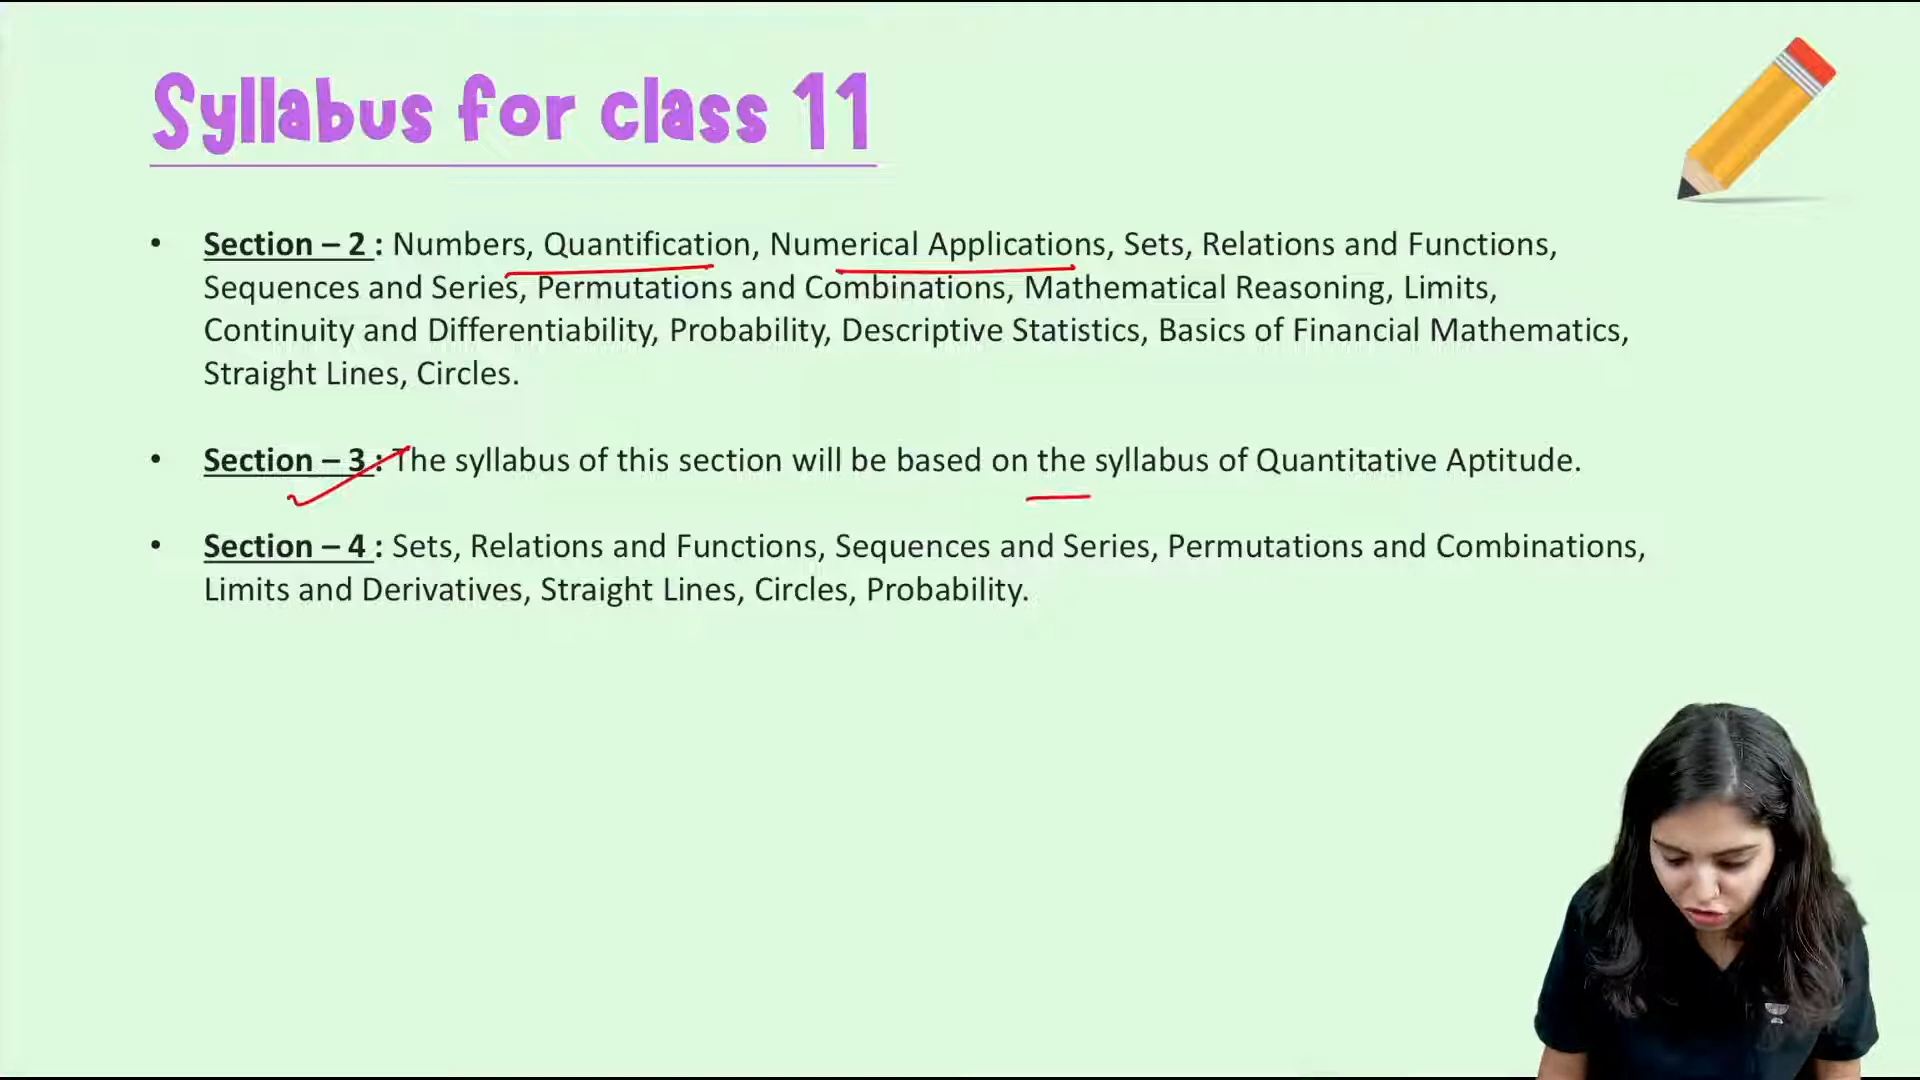 Syllabus for class 11
• Section – 2 : Numbers, Quantification, Numerical Applications, Sets, Relations and Functions,
Sequences and Series, Permutations and Combinations, Mathematical Reasoning, Limits,
Continuity and Differentiability, Probability, Descriptive Statistics, Basics of Financial Mathematics,
Straight Lines, Circles.
• Section – 3 : The syllabus of this section will be based on the syllabus of Quantitative Aptitude.
• Section – 4 : Sets, Relations and Functions, Sequences and Series, Permutations and Combinations,
Limits and Derivatives, Straight Lines, Circles, Probability.